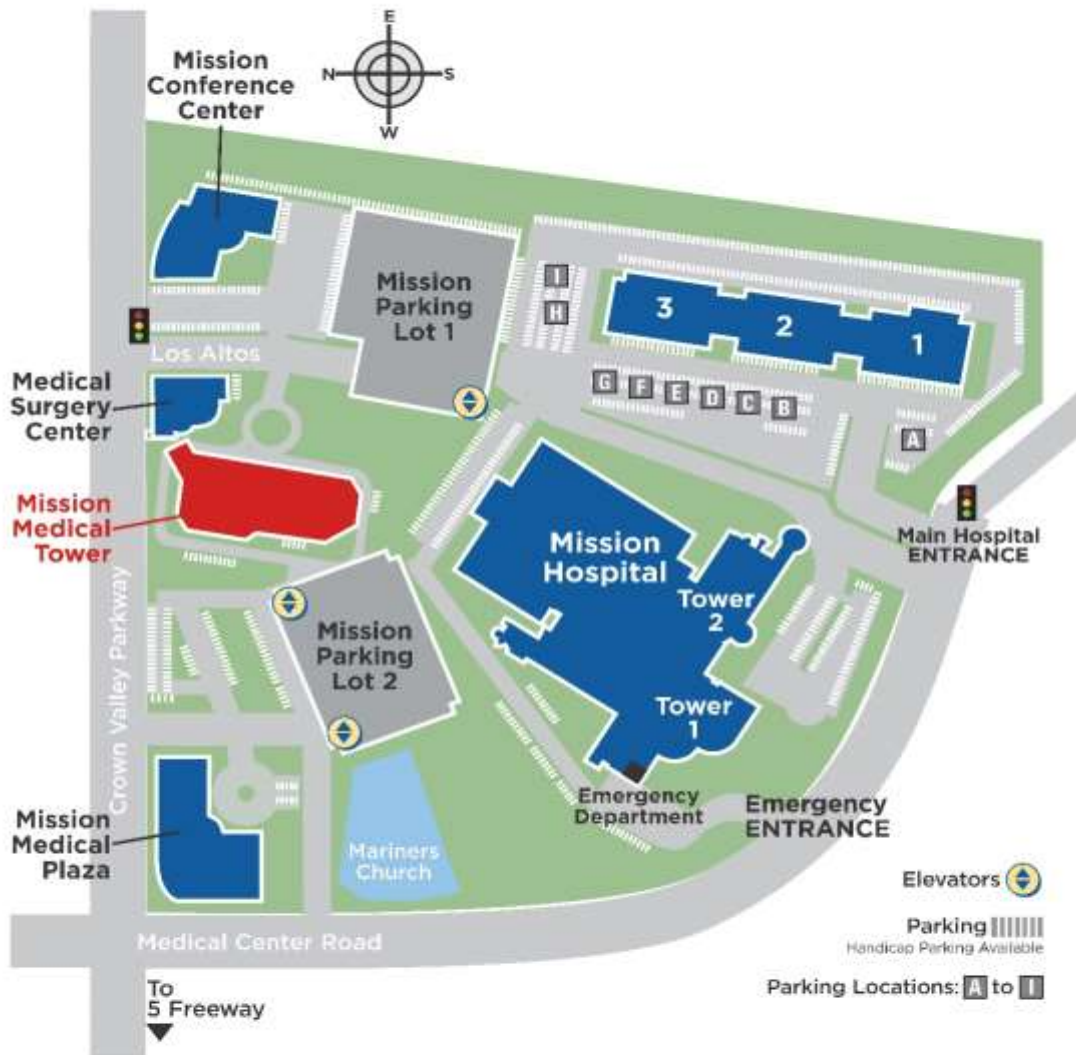 E
N
S
W
Mission
Conference
Center
Mission
Parking
Lot 1
I
H
3
2
1
Los Altos
G
F
E
D
C
B
A
Medical
Surgery
Center
Mission
Medical
Tower
Main Hospital
ENTRANCE
Mission
Hospital
Tower
2
Mission
Parking
Lot 2
Tower
1
Crown Valley Parkway
Emergency
Department
Emergency
ENTRANCE
Mission
Medical
Plaza
Mariners
Church
Elevators
Parking
Handicap Parking Available
Medical Center Road
Parking Locations: A to I
To
5 Freeway